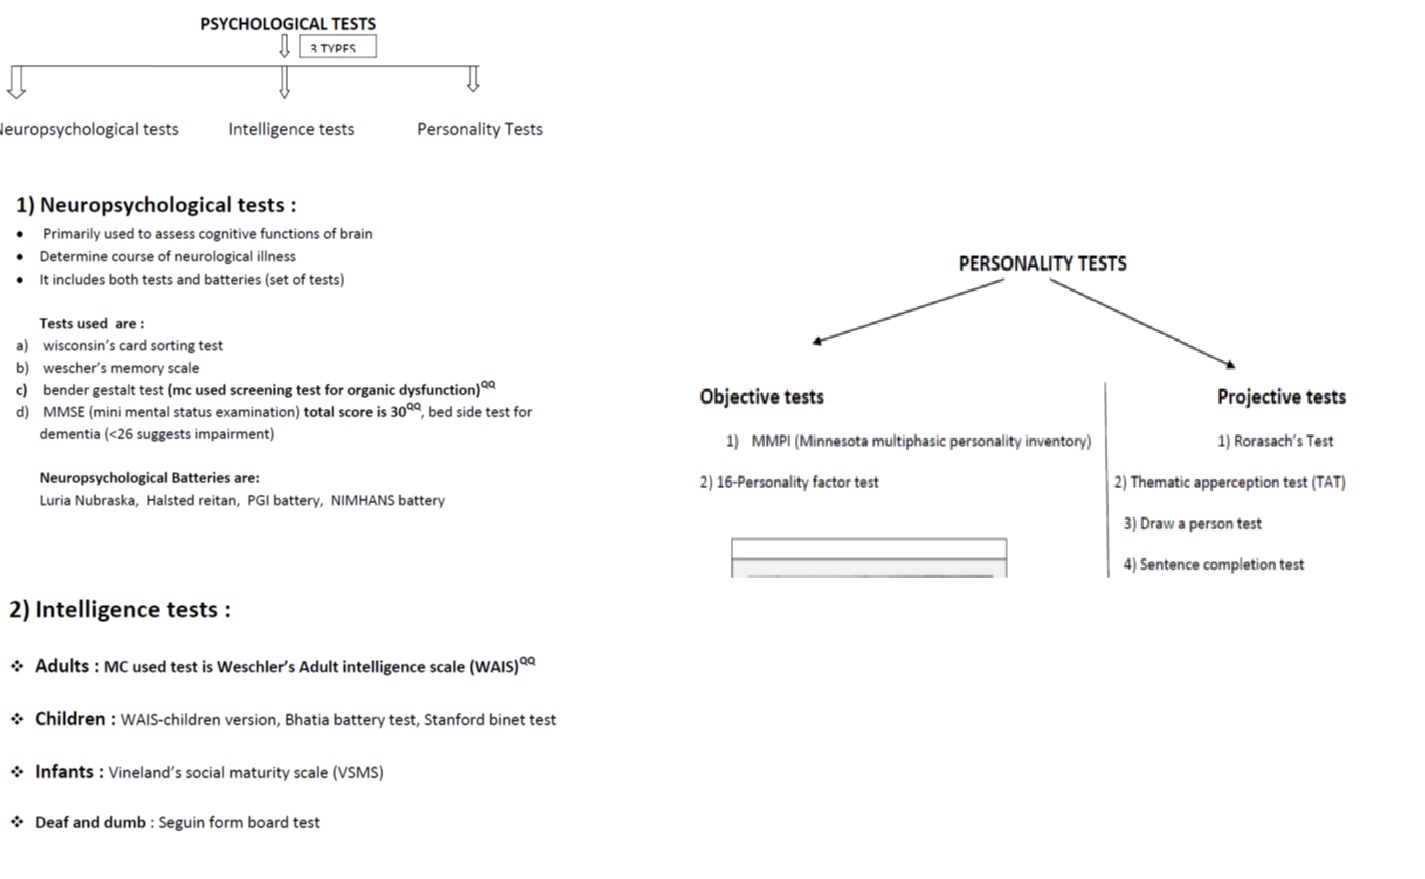 PSYCHOLOGICAL TESTS
3 TYPES
Neuropsychological tests Intelligence tests Personality Tests
1) Neuropsychological tests :
• Primarily used to assess cognitive functions of brain
• Determine course of neurological illness
• It includes both tests and batteries (set of tests)
Tests used are :
a) wisconsin's card sorting test
b) wescher's memory scale
c) bender gestalt test (mc used screening test for organic dysfunction)QQ
d) MMSE (mini mental status examination) total score is 30QQ, bed side test for
dementia (<26 suggests impairment)
Neuropsychological Batteries are:
Luria Nubraska, Halsted reitan, PGI battery, NIMHANS battery
2) Intelligence tests :
❖ Adults : MC used test is Weschler's Adult intelligence scale (WAIS)QQ
❖ Children : WAIS-children version, Bhatia battery test, Stanford binet test
❖ Infants : Vineland's social maturity scale (VSMS)
❖ Deaf and dumb : Seguin form board test
PERSONALITY TESTS
Objective tests
1) MMPI (Minnesota multiphasic personality inventory)
2) 16-Personality factor test
Projective tests
1) Rorasach's Test
2) Thematic apperception test (TAT)
3) Draw a person test
4) Sentence completion test